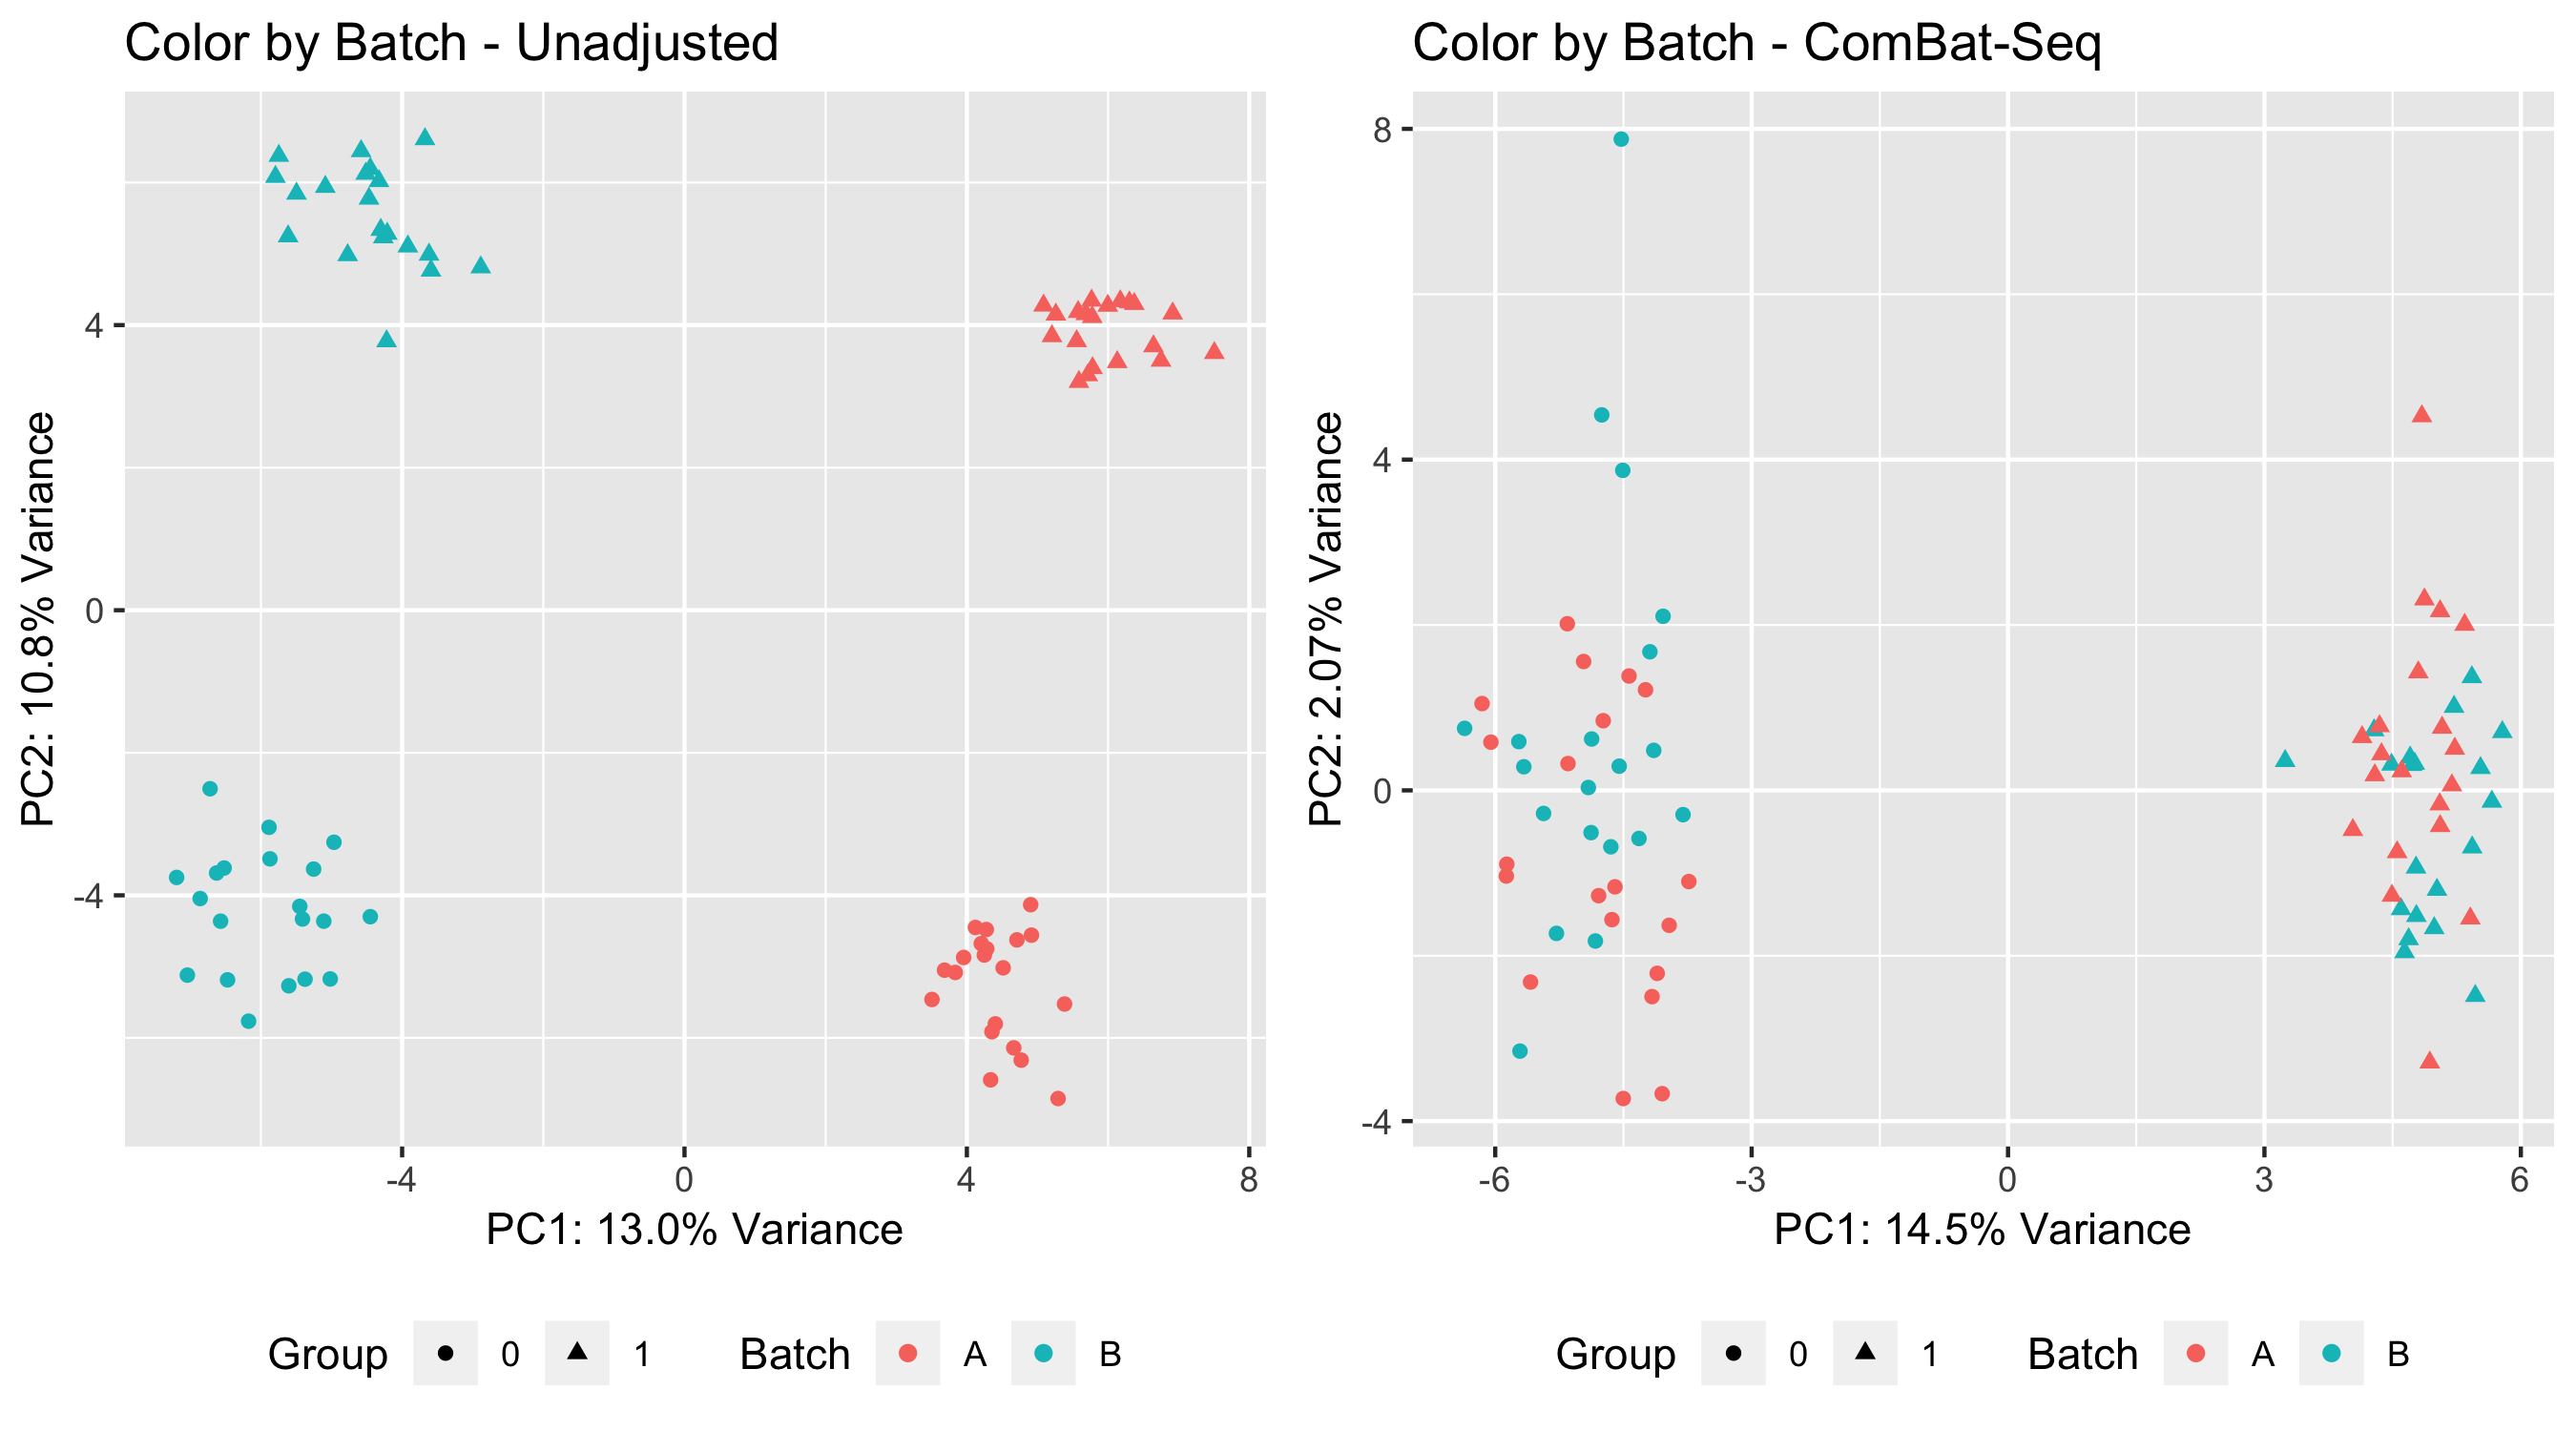 Color by Batch - Unadjusted
PC2: 10.8% Variance
4
0
-4
-4
0
4
8
PC1: 13.0% Variance
Group 0 1 Batch A B
Color by Batch - ComBat-Seq
PC2: 2.07% Variance
8
4
0
-4
-6
-3
0
3
6
PC1: 14.5% Variance
Group 0 1 Batch A B